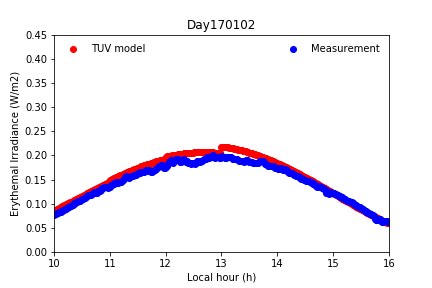 Day170102
TUV model
Measurement
Erythemal Irradiance (W/m2)
0.45
0.40
0.35
0.30
0.25
0.20
0.15
0.10
0.05
0.00
10 11 12 13 14 15 16
Local hour (h)